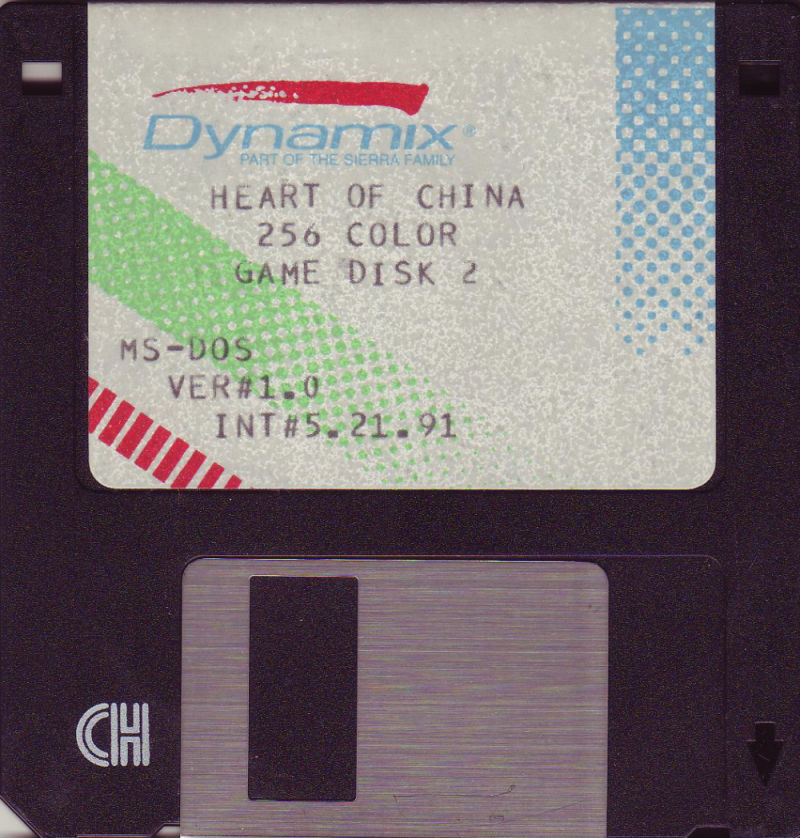 Dynamix®
PART OF THE SIERRA FAMILY
HEART OF CHINA
256 COLOR
GAME DISK 2
MS-DOS
VER#1.0
INT#5.21.91
CH